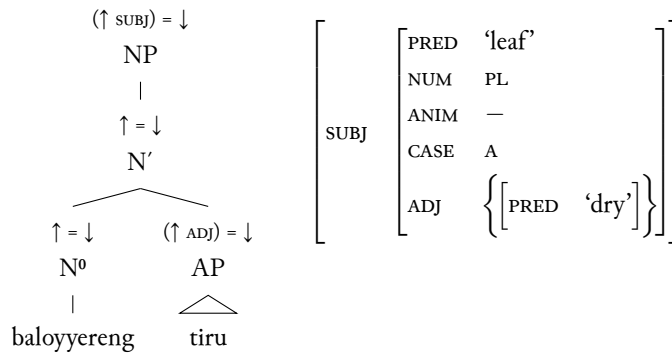 (↑ SUBJ) = ↓
NP
↑ = ↓
N′
↑ = ↓ (↑ ADJ) = ↓
N⁰ AP
baloyyereng tiru
SUBJ
PRED ‘leaf’
NUM PL
ANIM —
CASE A
ADJ {[PRED ‘dry’]}